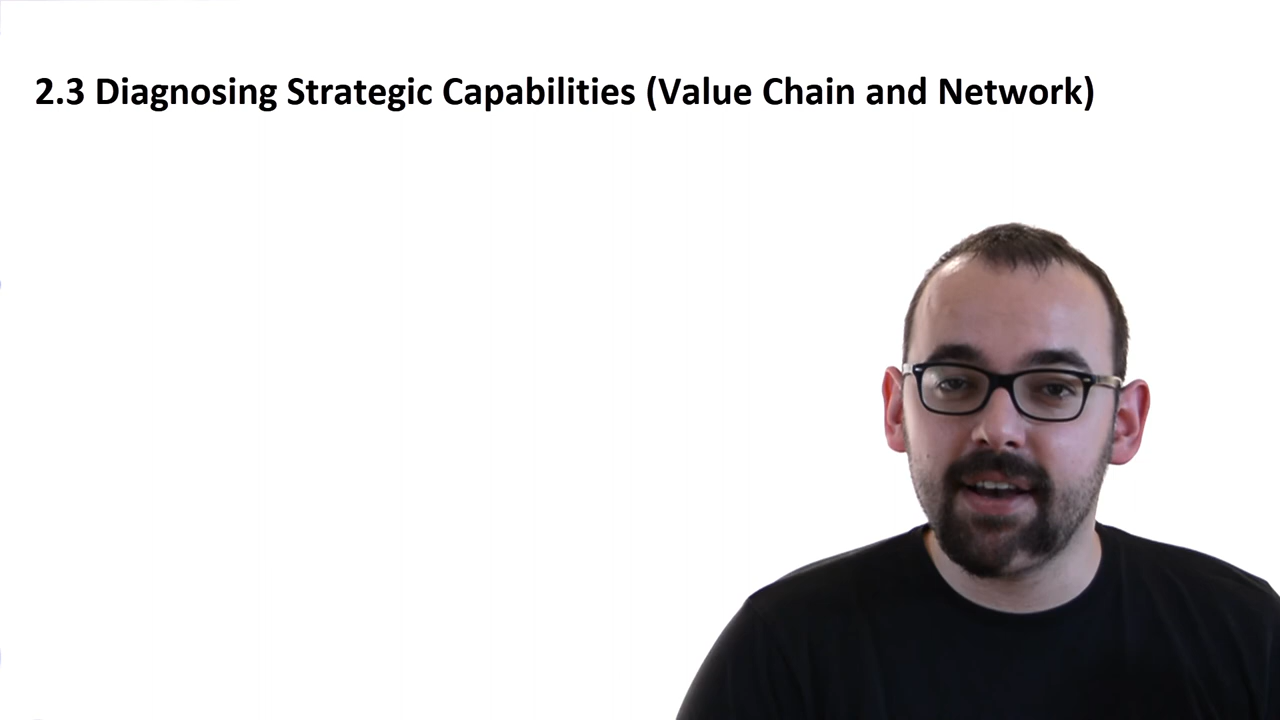 2.3 Diagnosing Strategic Capabilities (Value Chain and Network)